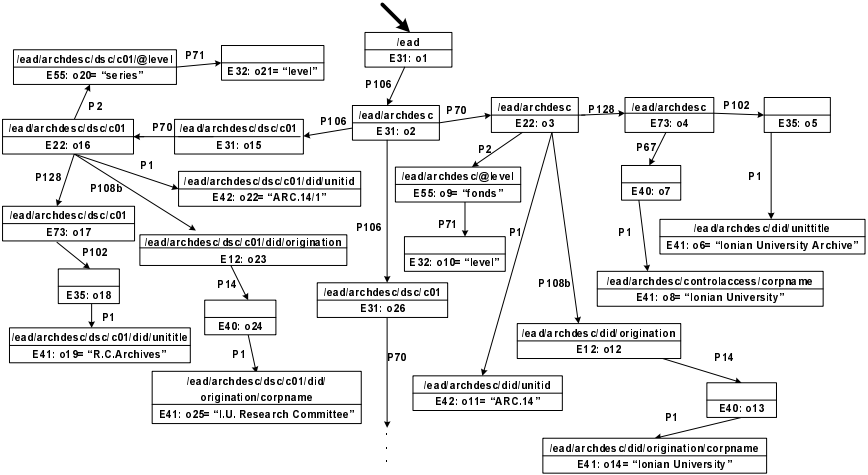 /ead
E31: o1
P106
/ead/archdesc/dsc/c01/@level
E55: o20= “series”
P71
E32: o21= “level”
P2
/ead/archdesc/dsc/c01
E22: o16
P70
/ead/archdesc/dsc/c01
E31: o15
P106
/ead/archdesc
E31: o2
P70
/ead/archdesc
E22: o3
P128
/ead/archdesc
E73: o4
P102
E35: o5
P1
/ead/archdesc/dsc/c01/did/unitid
E42: o22= “ARC.14/1”
P128
P108b
/ead/archdesc/dsc/c01
E73: o17
P102
E35: o18
P1
/ead/archdesc/dsc/c01/did/unittitle
E41: o19= “R.C.Archives”
/ead/archdesc/dsc/c01/did/origination
E12: o23
P14
E40: o24
P1
/ead/archdesc/dsc/c01/did/
origination/corpname
E41: o25= “I.U. Research Committee”
P106
/ead/archdesc/dsc/c01
E31: o26
P70
.
.
.
P2
/ead/archdesc/@level
E55: o9= “fonds”
P71
E32: o10= “level”
P1
/ead/archdesc/did/unitid
E42: o11= “ARC.14”
P108b
/ead/archdesc/did/origination
E12: o12
P14
E40: o13
P1
/ead/archdesc/did/origination/corpname
E41: o14= “Ionian University”
P67
E40: o7
P1
/ead/archdesc/controlaccess/corpname
E41: o8= “Ionian University”
P1
/ead/archdesc/did/unittitle
E41: o6= “Ionian University Archive”